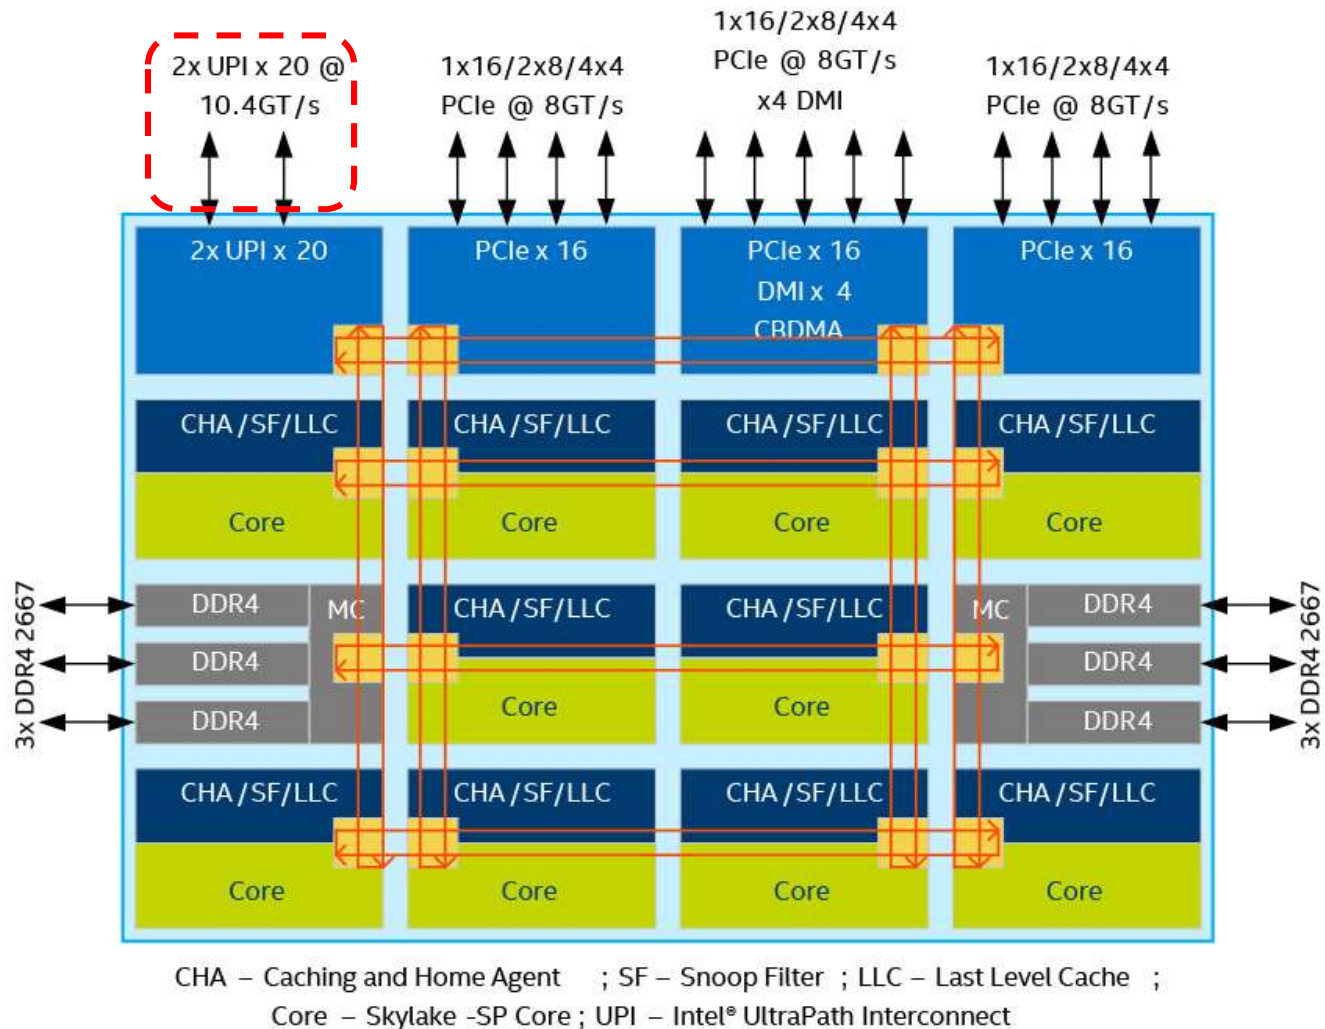 2x UPI x 20 @
10.4GT/s
1x16/2x8/4x4
PCIe @ 8GT/s
1x16/2x8/4x4
PCIe @ 8GT/s
x4 DMI
1x16/2x8/4x4
PCIe @ 8GT/s
2x UPI x 20
PCIe x 16
PCIe x 16
DMI x 4
CBDMA
PCIe x 16
CHA/SF/LLC
CHA/SF/LLC
CHA/SF/LLC
CHA/SF/LLC
Core
Core
Core
Core
3x DDR4 2667
DDR4
DDR4
DDR4
MC
CHA/SF/LLC
CHA/SF/LLC
Core
Core
MC
DDR4
DDR4
DDR4
3x DDR4 2667
CHA/SF/LLC
CHA/SF/LLC
CHA/SF/LLC
CHA/SF/LLC
Core
Core
Core
Core
CHA – Caching and Home Agent ; SF – Snoop Filter ; LLC – Last Level Cache ;
Core – Skylake -SP Core ; UPI – Intel® UltraPath Interconnect